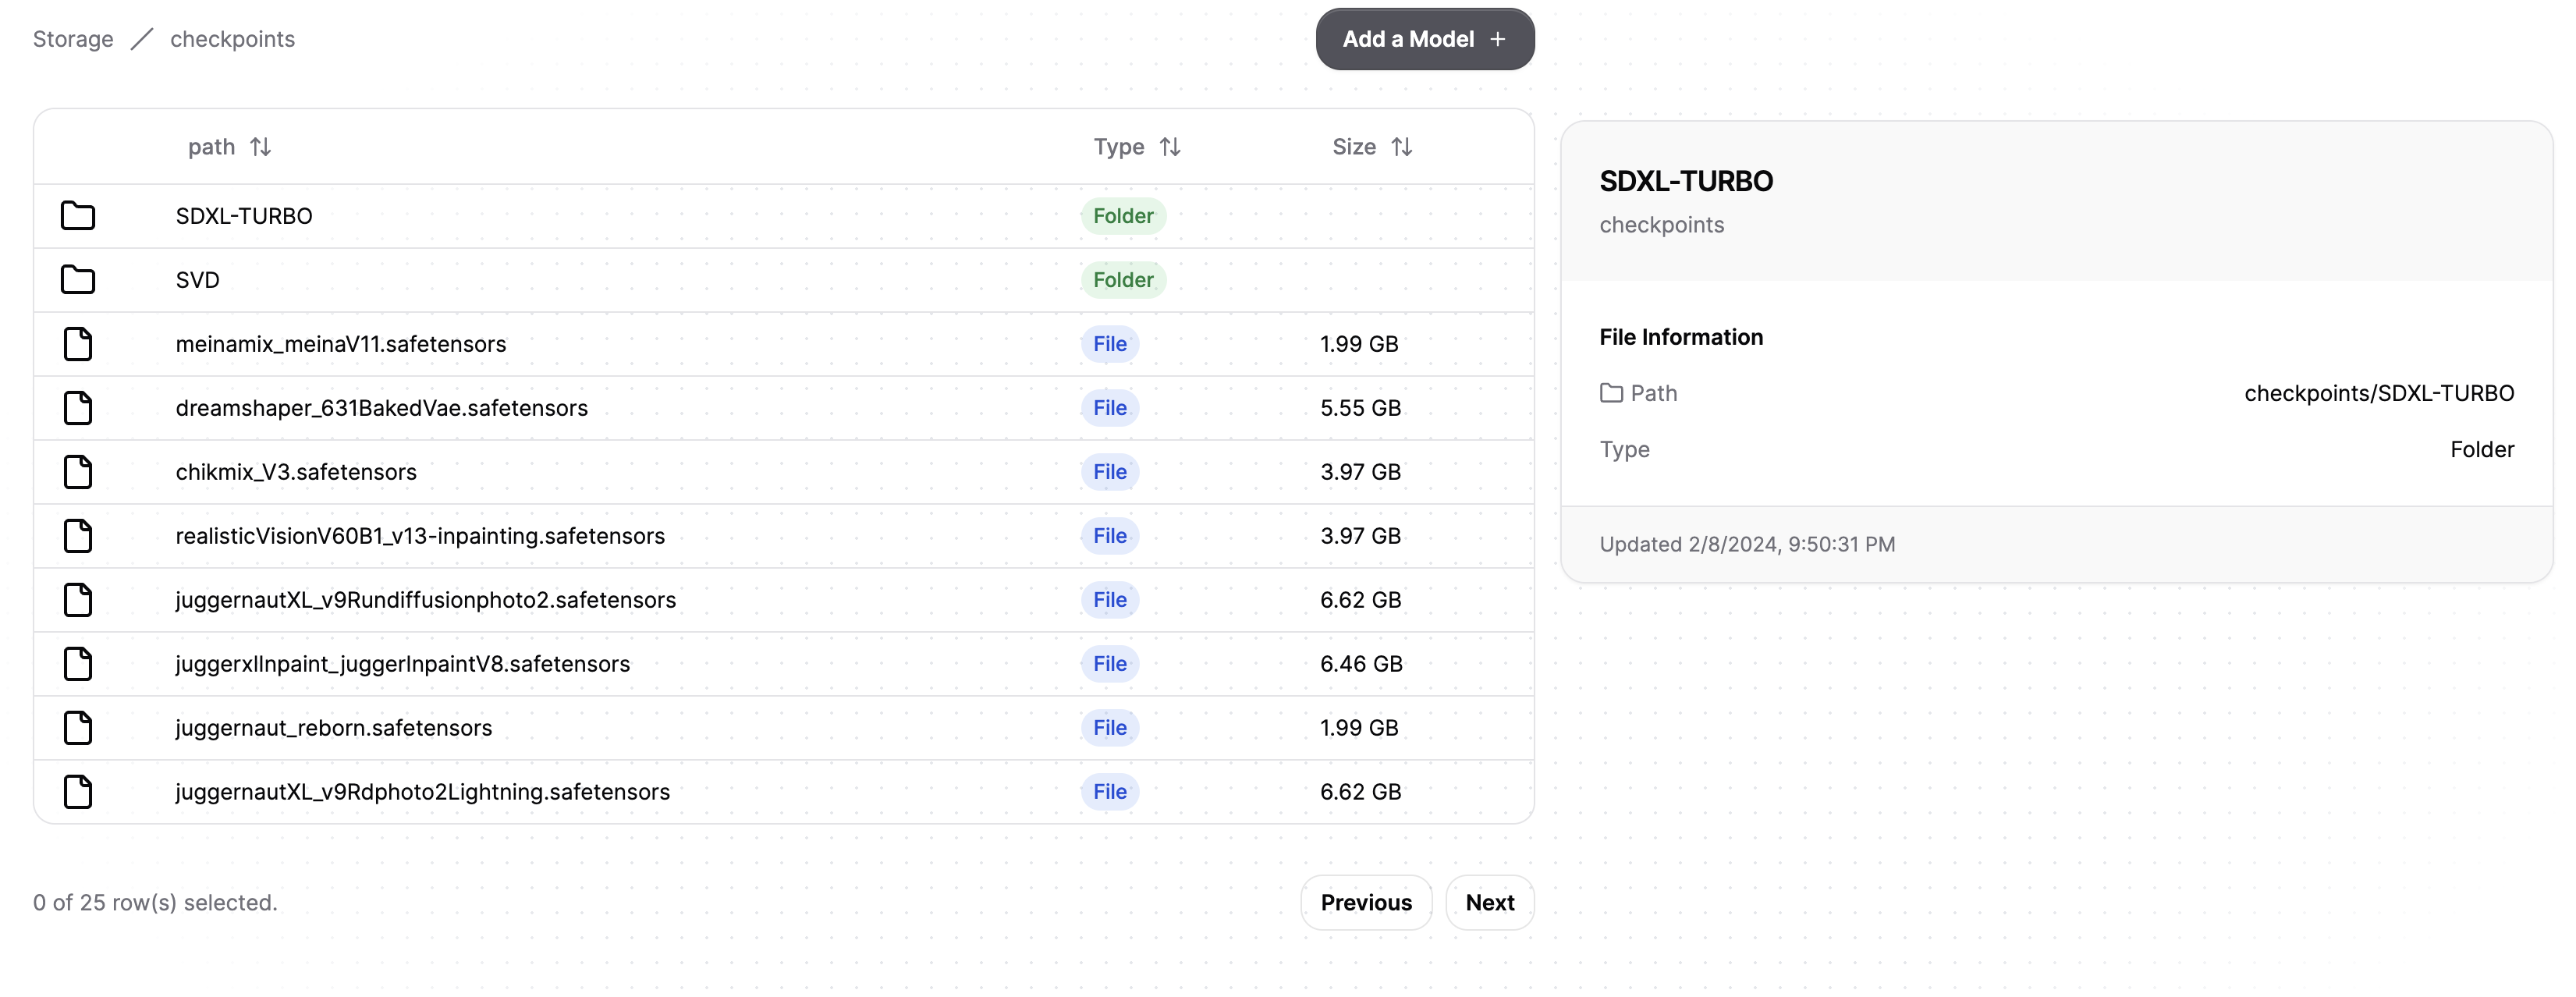 Storage / checkpoints
Add a Model +
path Type Size
SDXL-TURBO Folder
SVD Folder
meinamix_meinaV11.safetensors File 1.99 GB
dreamshaper_631BakedVae.safetensors File 5.55 GB
chikmix_V3.safetensors File 3.97 GB
realisticVisionV60B1_v13-inpainting.safetensors File 3.97 GB
juggernautXL_v9Rundiffusionphoto2.safetensors File 6.62 GB
juggerxlInpaint_juggerInpaintV8.safetensors File 6.46 GB
juggernaut_reborn.safetensors File 1.99 GB
juggernautXL_v9Rdphoto2Lightning.safetensors File 6.62 GB
0 of 25 row(s) selected.
Previous Next
SDXL-TURBO
checkpoints
File Information
Path checkpoints/SDXL-TURBO
Type Folder
Updated 2/8/2024, 9:50:31 PM